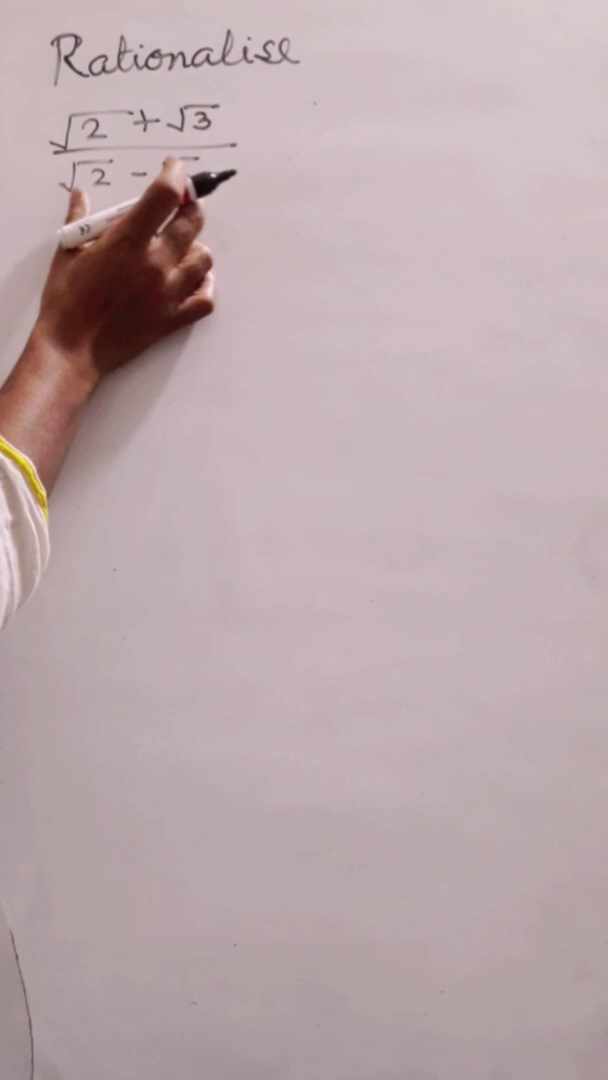 Rationalise
√2 + √3
√2 -